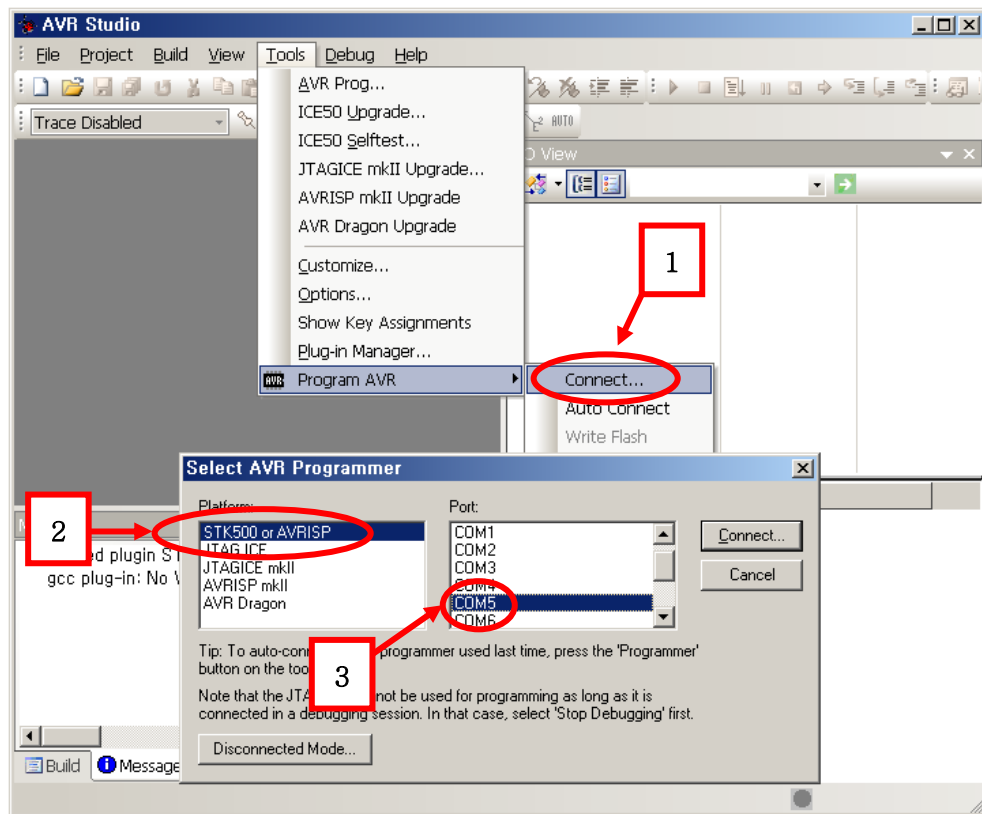 AVR Studio
File Project Build View Tools Debug Help
Trace Disabled
AUTO
AVR Prog...
ICE50 Upgrade...
ICE50 Selftest...
JTAGICE mkII Upgrade...
AVRISP mkII Upgrade
AVR Dragon Upgrade
Customize...
Options...
Show Key Assignments
Plug-in Manager...
AVR Program AVR
View
1
Connect...
Auto Connect
Write Flash
Select AVR Programmer
Platform:
STK500 or AVRISP
JTAG ICE
JTAGICE mkII
AVRISP mkII
AVR Dragon
Port:
COM1
COM2
COM3
COM4
COM5
COM6
Connect...
Cancel
2
3
plugin
gcc plug-in: No
Tip: To programmer used last time, press the 'Programmer'
button on the
Note that the be used for programming as long as it is
connected in a debugging session. In that case, select 'Stop Debugging' first.
Disconnected Mode...
Build
Message